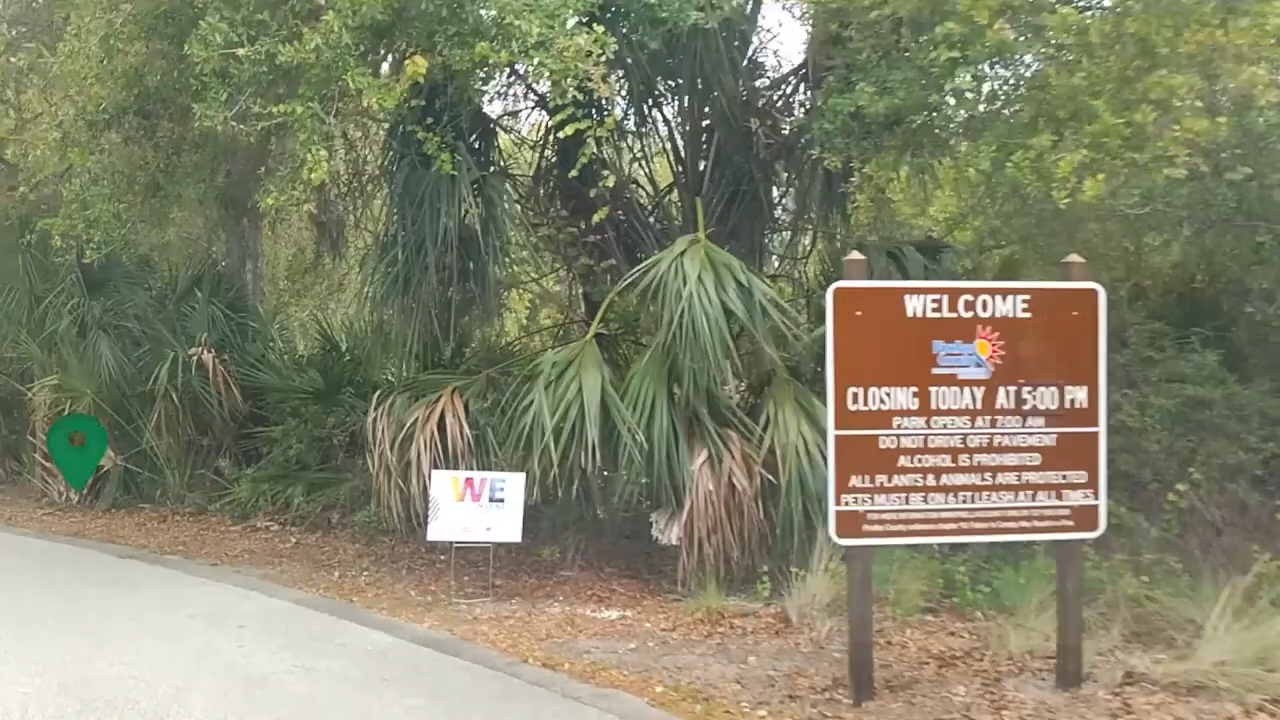 WELCOME
CLOSING TODAY AT 5:00 PM
PARK OPENS AT 7:00 AM
DO NOT DRIVE OFF PAVEMENT
ALCOHOL IS PROHIBITED
ALL PLANTS & ANIMALS ARE PROTECTED
PETS MUST BE ON 6 FT LEASH AT ALL TIMES
WE